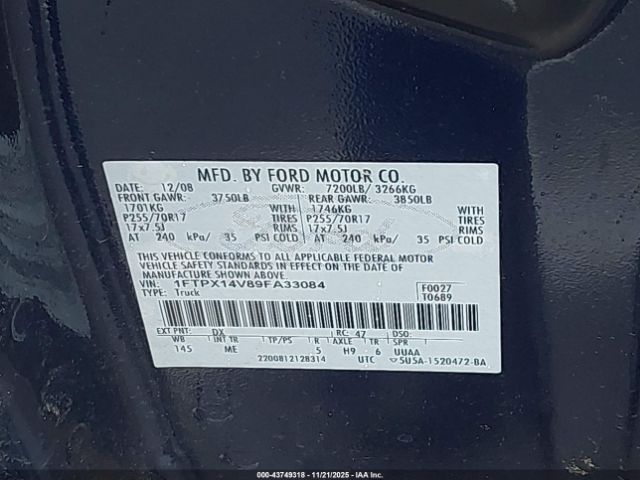 MFD. BY FORD MOTOR CO.
DATE: 12/08 GVWR: 7200LB/ 3266KG
FRONT GAWR: 3750LB REAR GAWR: 3850LB
1701KG WITH 1746KG WITH
P255/70R17 TIRES P255/70R17 TIRES
17x7.5J RIMS 17x7.5J RIMS
AT 240 kPa/ 35 PSI COLD AT 240 kPa/ 35 PSI COLD
THIS VEHICLE CONFORMS TO ALL APPLICABLE FEDERAL MOTOR
VEHICLE SAFETY STANDARDS IN EFFECT ON THE DATE OF
MANUFACTURE SHOWN ABOVE.
VIN: 1FTPX14V89FA33084 F0027
TYPE: Truck T0689
EXT PNT: DX RC: 47 DSO:
WB INT TR TP/PS R AXLE TR SPR
145 ME 5 H9 6 UUAA
2200812128314 UTC 5U5A-1520472-BA
000-43749318 - 11/21/2025 - IAAI.COM